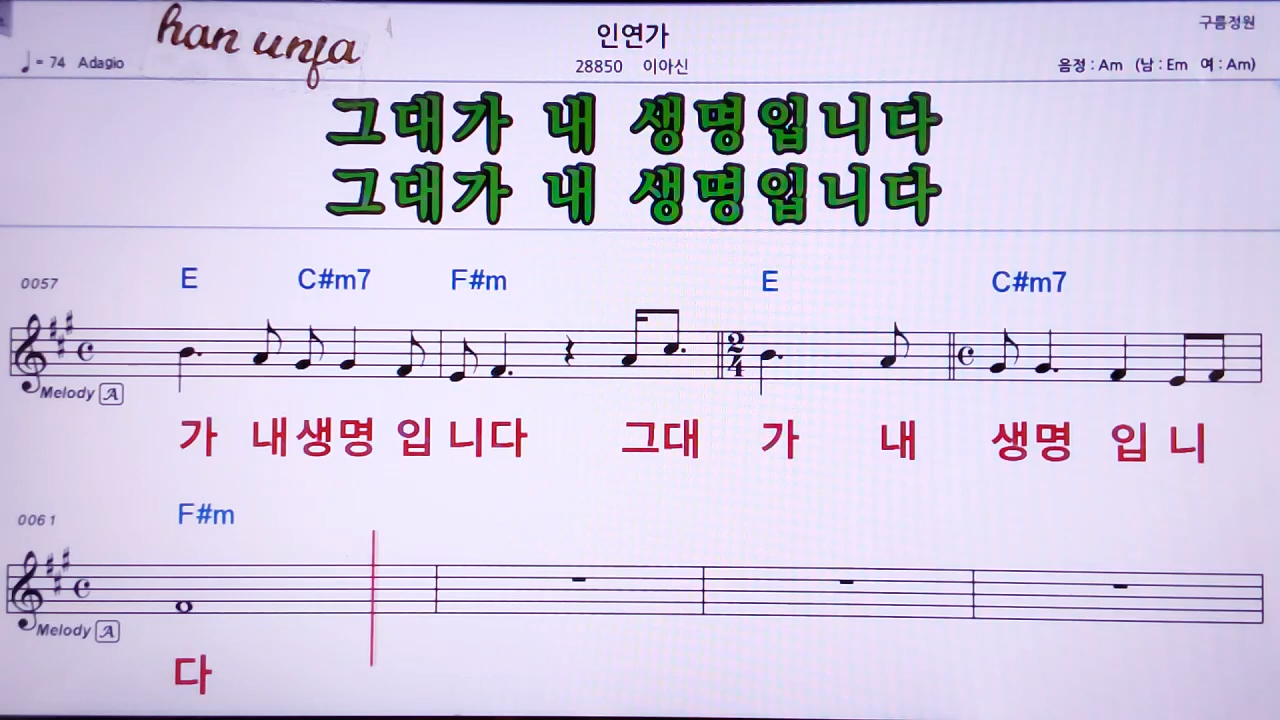 han unfa
인연가
구름정원
♩= 74 Adagio
28850 이아신
음정 : Am (남 : Em 여 : Am)
그대가 내 생명입니다
그대가 내 생명입니다
0057
E C#m7 F#m E C#m7
2
4
Melody A
가 내생명 입 니다 그대 가 내 생명 입 니
0061
F#m
Melody A
다